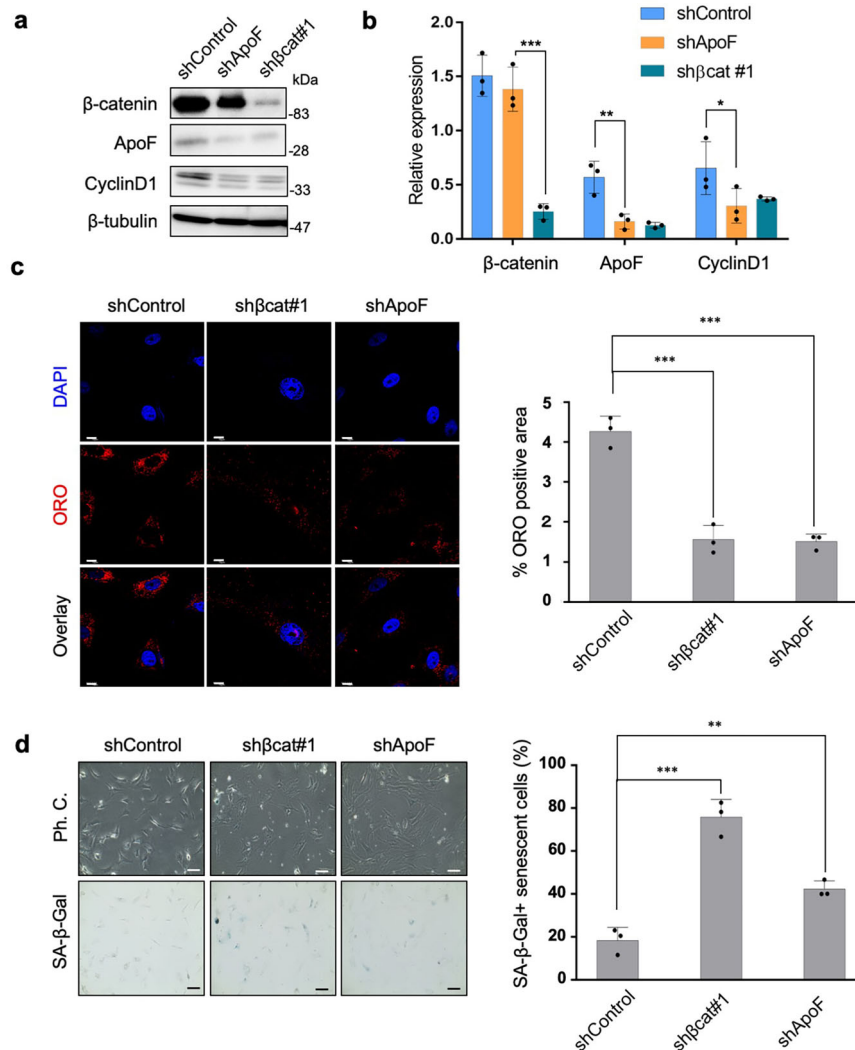 a
shControl
shApoF
shβcat#1
kDa
β-catenin
-83
ApoF
-28
CyclinD1
-33
β-tubulin
-47
b
Relative expression
2.0
1.5
1.0
0.5
0.0
***
**
*
shControl
shApoF
shβcat #1
β-catenin
ApoF
CyclinD1
c
shControl
shβcat#1
shApoF
DAPI
ORO
Overlay
% ORO positive area
5
4
3
2
1
0
***
***
shControl
shβcat#1
shApoF
d
shControl
shβcat#1
shApoF
Ph. C.
SA-β-Gal
SA-β-Gal+ senescent cells (%)
100
80
60
40
20
0
**
***
shControl
shβcat#1
shApoF